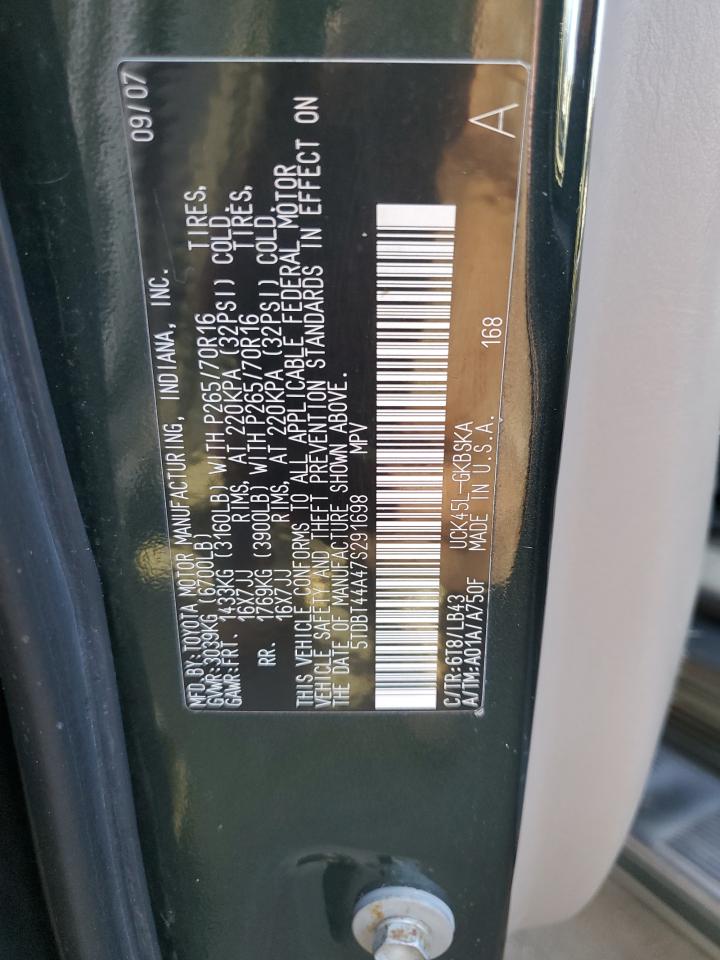 MFD.BY:TOYOTA MOTOR MANUFACTURING, INDIANA, INC. 09/07
GVWR:3039KG (6700LB)
GAWR:FRT. 1433KG (3160LB) WITH P265/70R16 TIRES,
16X7JJ RIMS, AT 220KPA (32PSI) COLD.
RR. 1769KG (3900LB) WITH P265/70R16 TIRES,
16X7JJ RIMS, AT 220KPA (32PSI) COLD.
THIS VEHICLE CONFORMS TO ALL APPLICABLE FEDERAL MOTOR
VEHICLE SAFETY AND THEFT PREVENTION STANDARDS IN EFFECT ON
THE DATE OF MANUFACTURE SHOWN ABOVE.
5TDBT44A47S291698 MPV
C/TR:6T8/LB43 UCK45L-GKBSKA
A/TM:A01A/A750F MADE IN U.S.A. 168 A